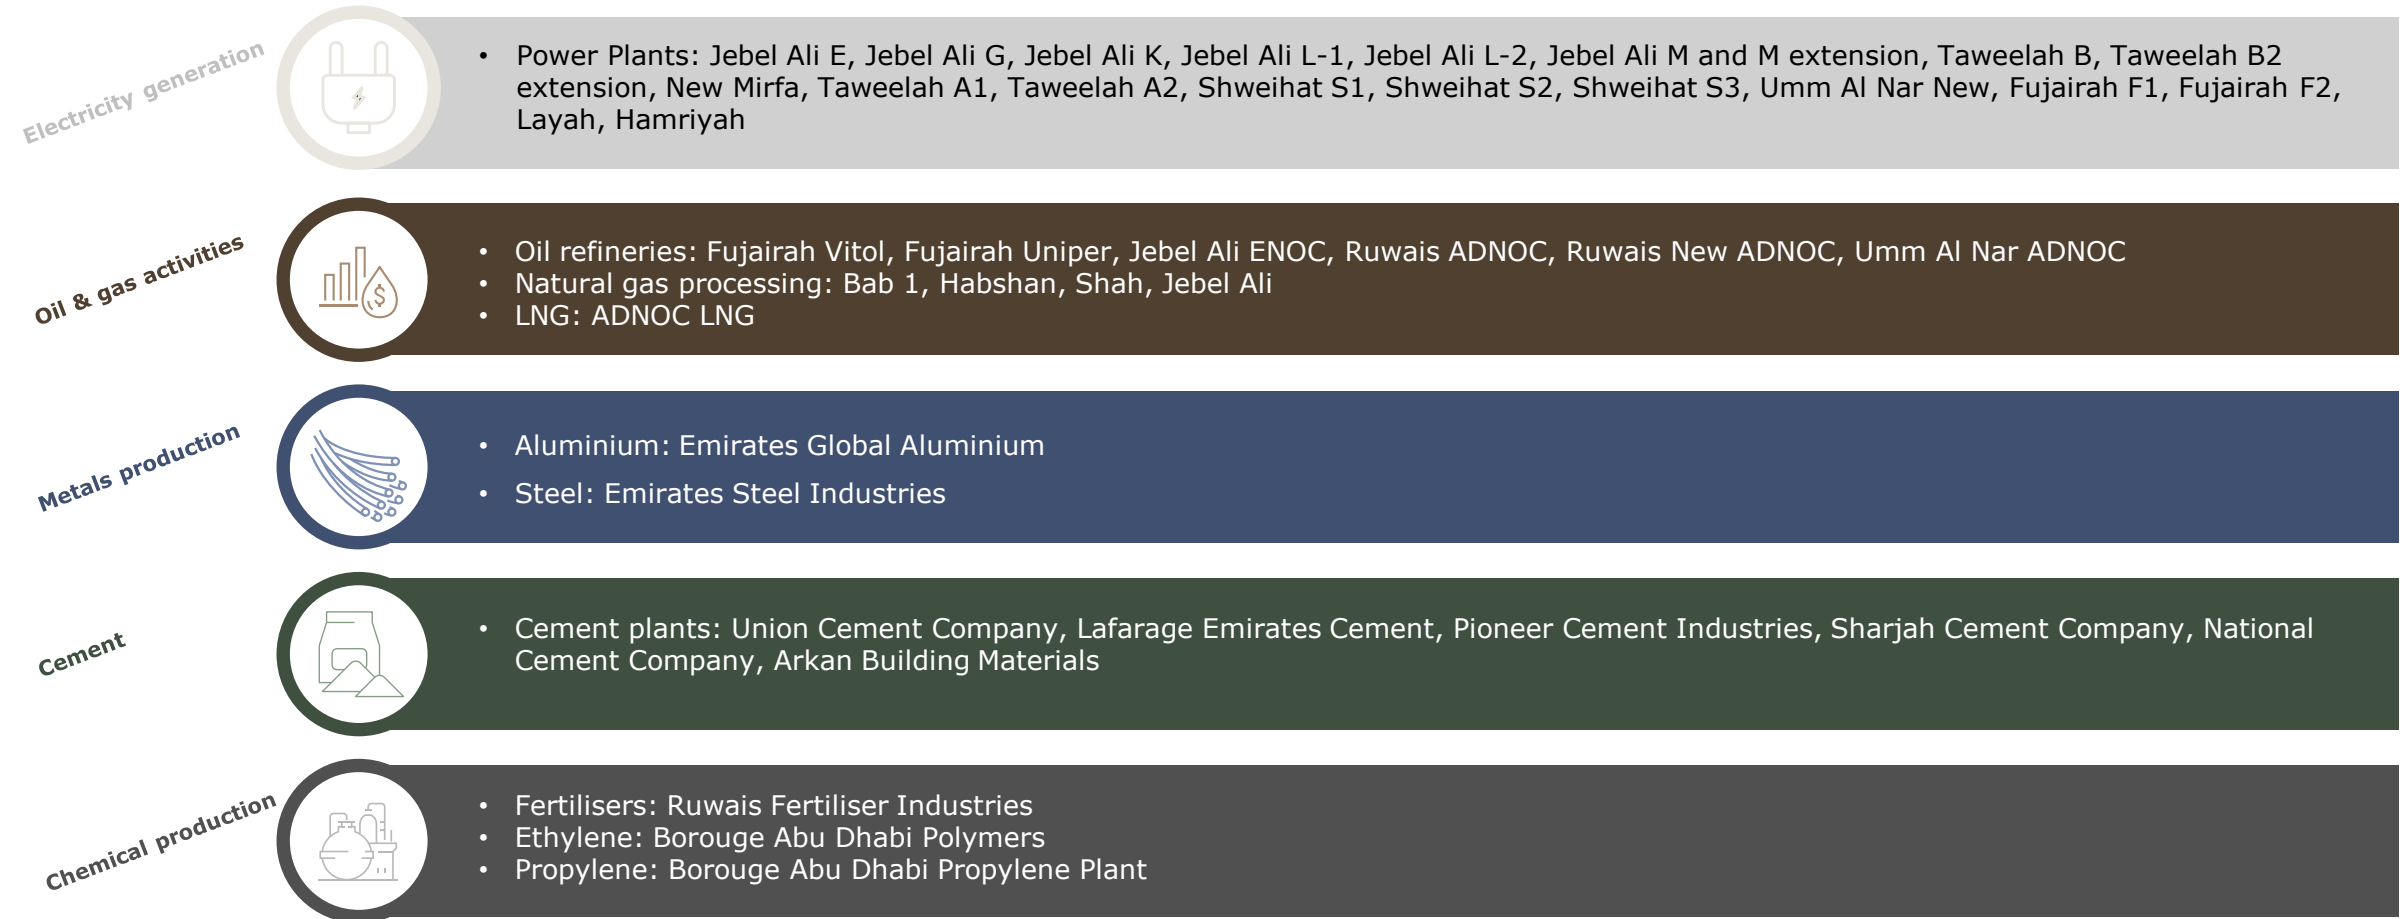 Electricity generation
• Power Plants: Jebel Ali E, Jebel Ali G, Jebel Ali K, Jebel Ali L-1, Jebel Ali L-2, Jebel Ali M and M extension, Taweelah B, Taweelah B2
extension, New Mirfa, Taweelah A1, Taweelah A2, Shweihat S1, Shweihat S2, Shweihat S3, Umm Al Nar New, Fujairah F1, Fujairah F2,
Layah, Hamriyah
Oil & gas activities
• Oil refineries: Fujairah Vitol, Fujairah Uniper, Jebel Ali ENOC, Ruwais ADNOC, Ruwais New ADNOC, Umm Al Nar ADNOC
• Natural gas processing: Bab 1, Habshan, Shah, Jebel Ali
• LNG: ADNOC LNG
Metals production
• Aluminium: Emirates Global Aluminium
• Steel: Emirates Steel Industries
Cement
• Cement plants: Union Cement Company, Lafarage Emirates Cement, Pioneer Cement Industries, Sharjah Cement Company, National
Cement Company, Arkan Building Materials
Chemical production
• Fertilisers: Ruwais Fertiliser Industries
• Ethylene: Borouge Abu Dhabi Polymers
• Propylene: Borouge Abu Dhabi Propylene Plant